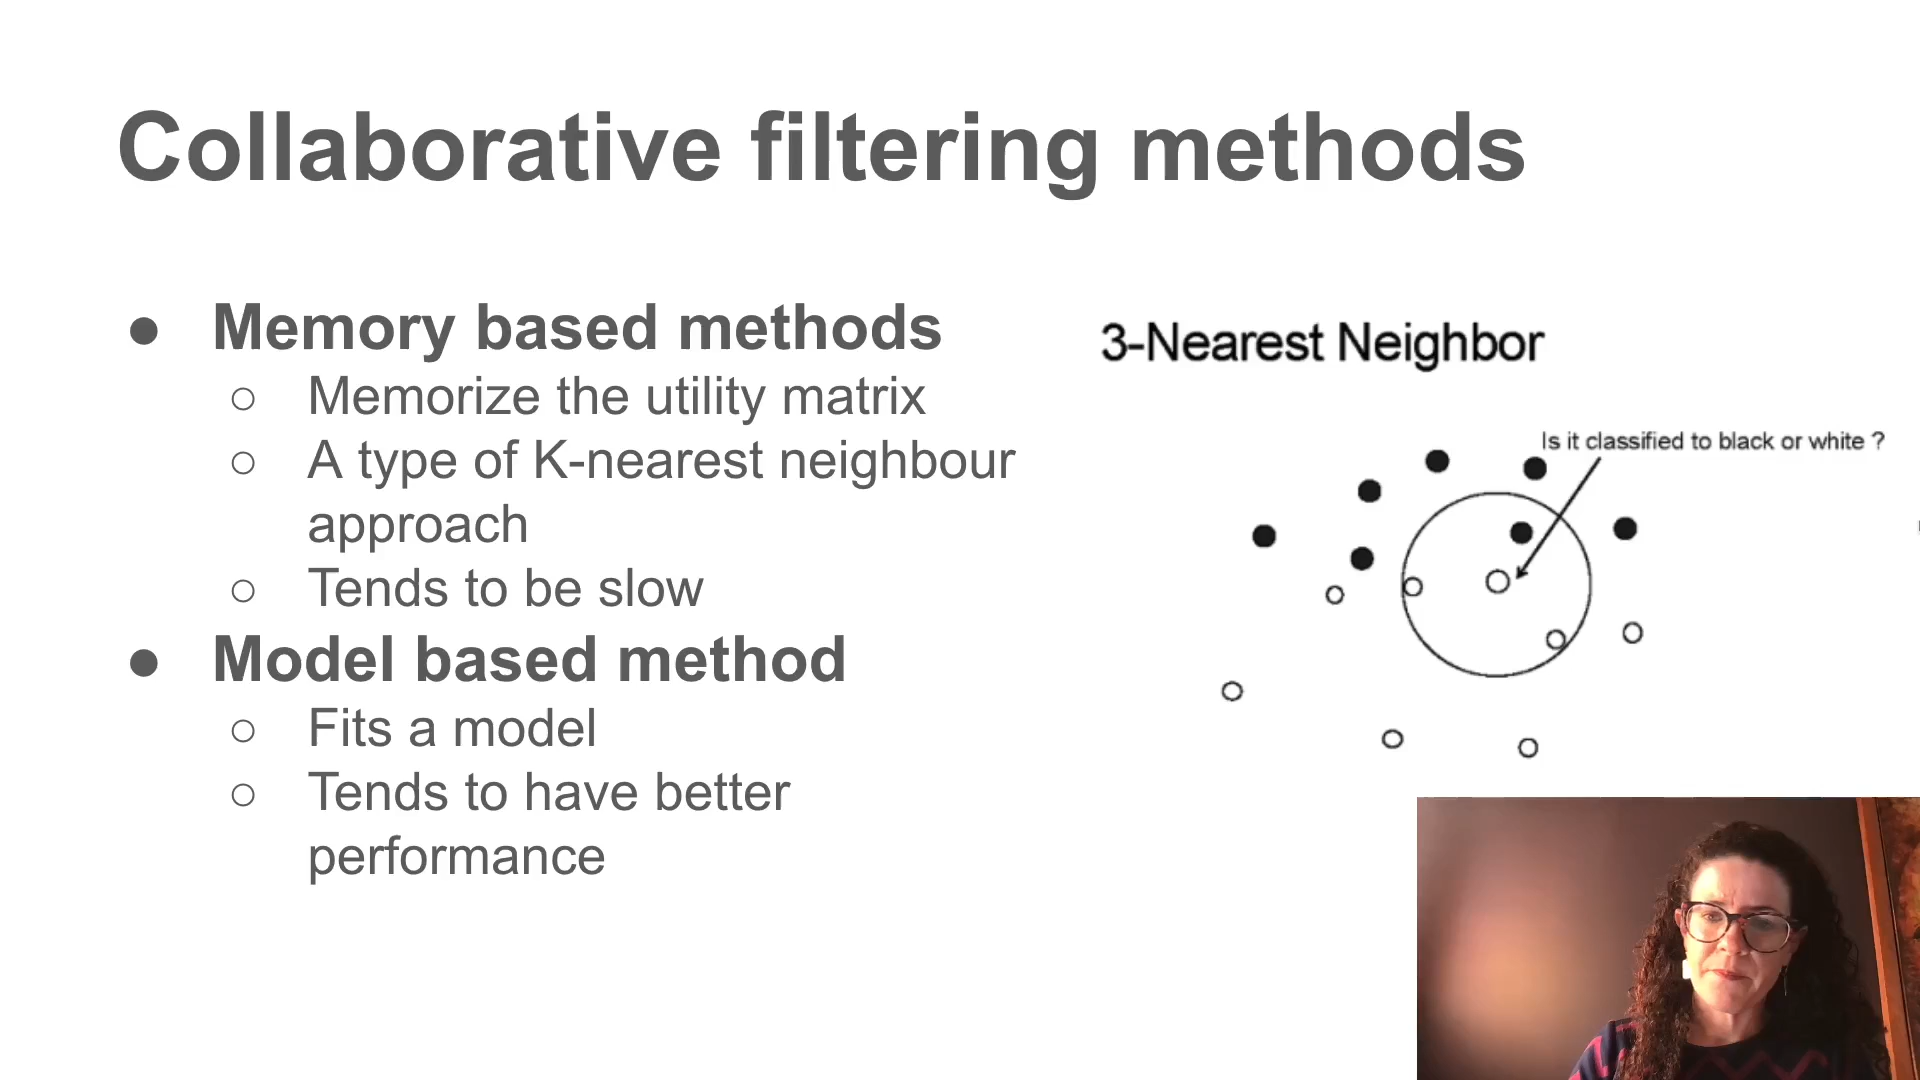 Collaborative filtering methods
● Memory based methods
○ Memorize the utility matrix
○ A type of K-nearest neighbour
approach
○ Tends to be slow
● Model based method
○ Fits a model
○ Tends to have better
performance
3-Nearest Neighbor
Is it classified to black or white ?